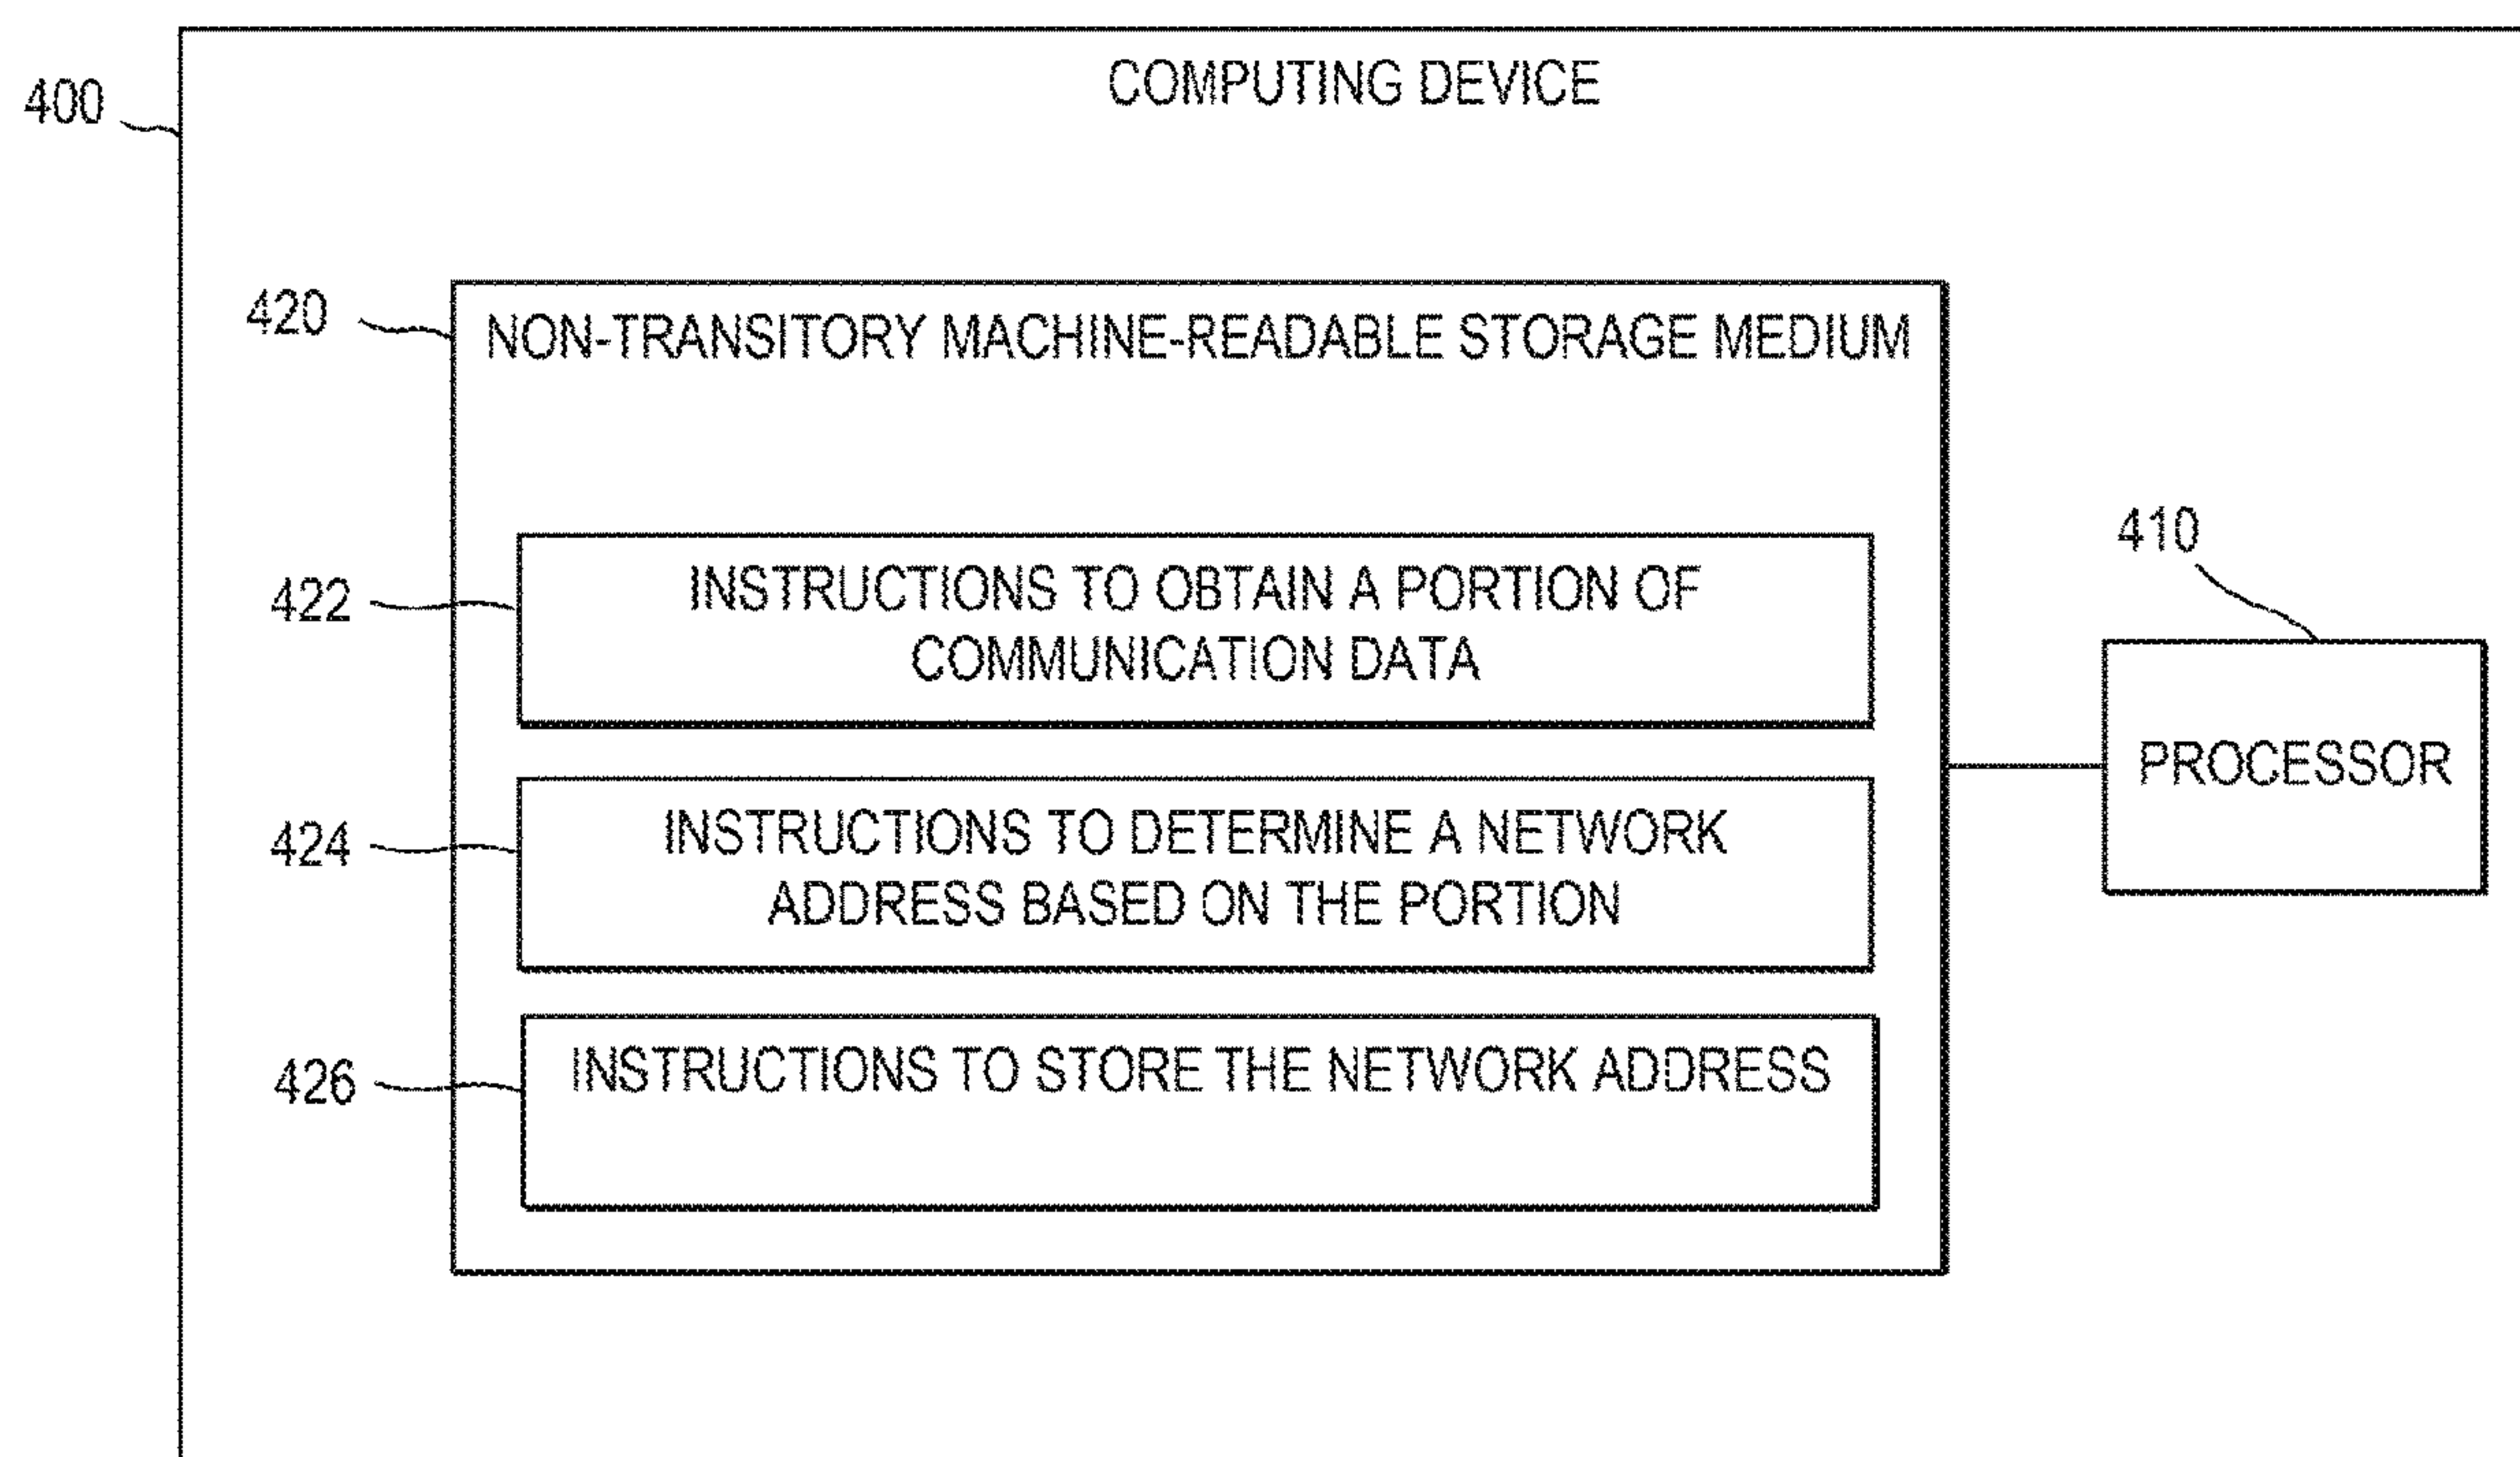 COMPUTING DEVICE
400
420
NON-TRANSITORY MACHINE-READABLE STORAGE MEDIUM
410
422
INSTRUCTIONS TO OBTAIN A PORTION OF
COMMUNICATION DATA
PROCESSOR
424
INSTRUCTIONS TO DETERMINE A NETWORK
ADDRESS BASED ON THE PORTION
426
INSTRUCTIONS TO STORE THE NETWORK ADDRESS